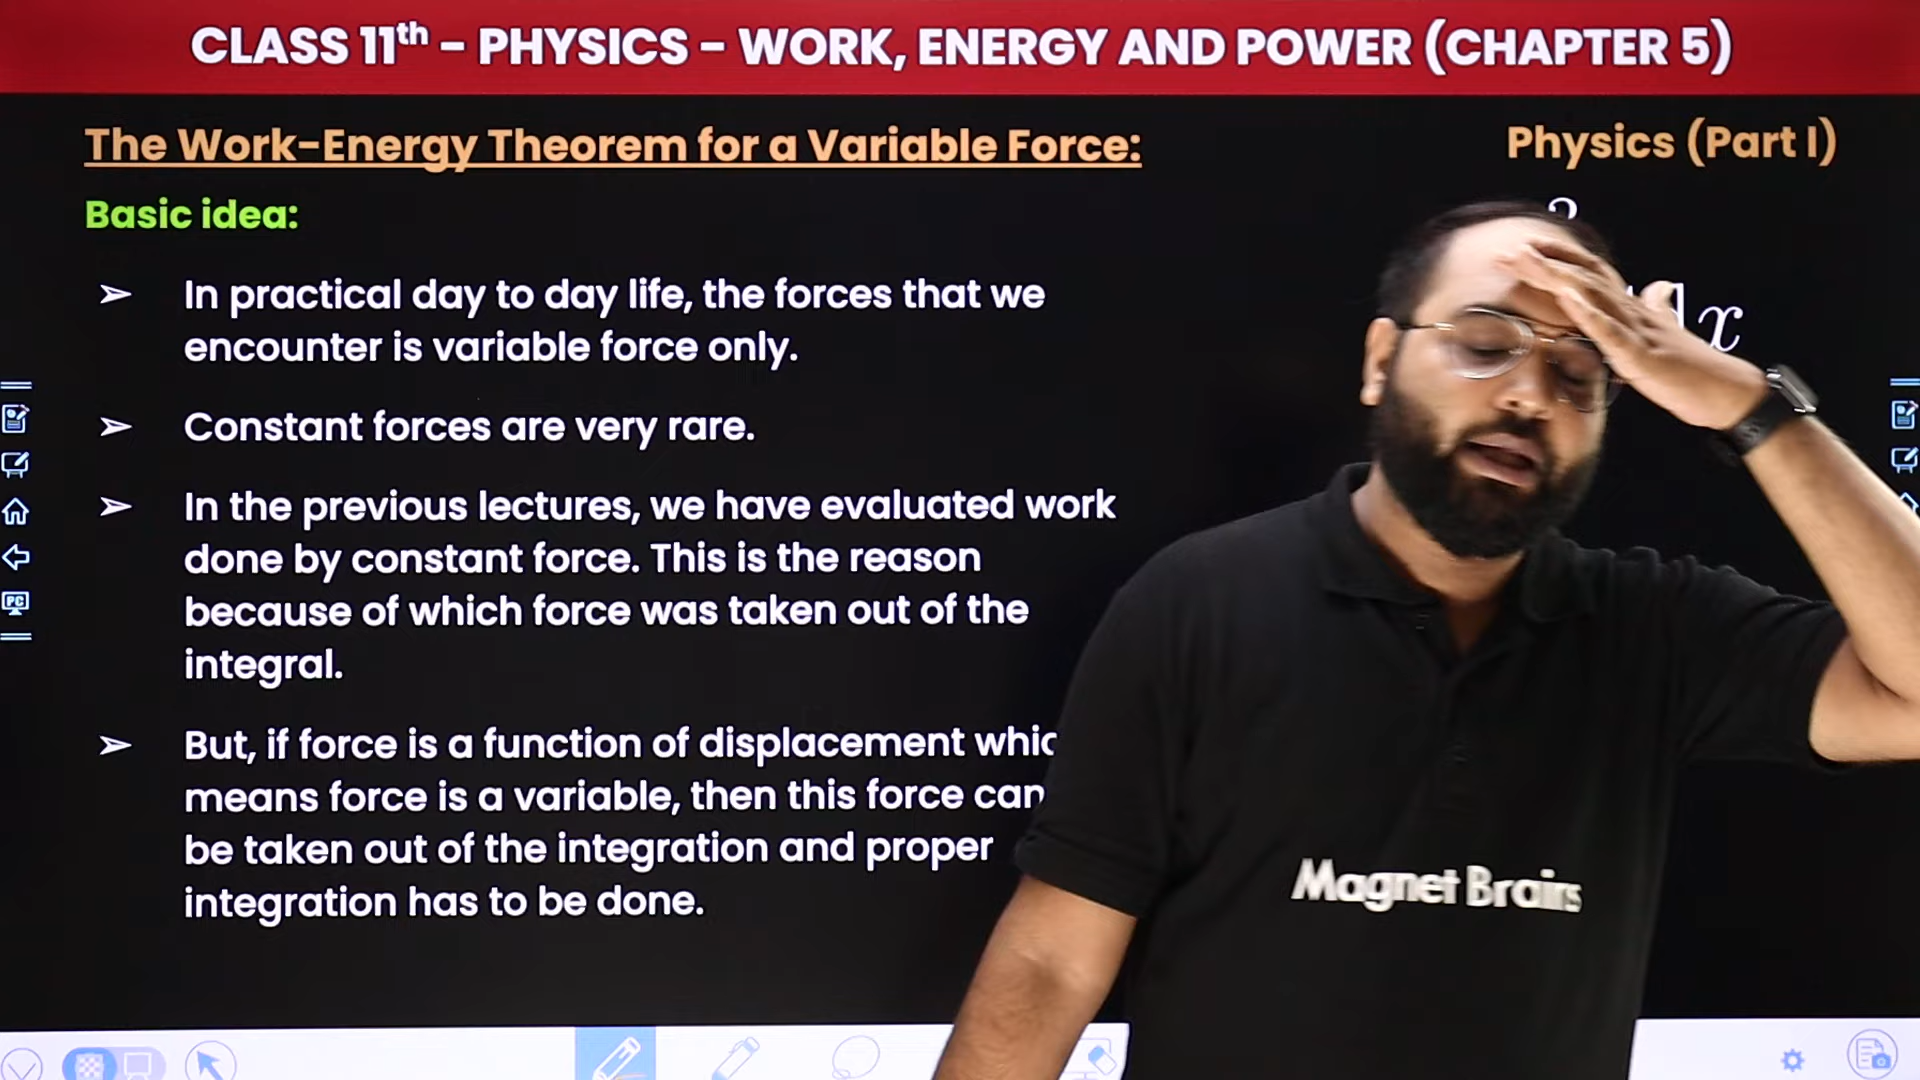 CLASS 11th – PHYSICS – WORK, ENERGY AND POWER (CHAPTER 5)
The Work-Energy Theorem for a Variable Force:
Physics (Part I)
Basic idea:
➢ In practical day to day life, the forces that we
encounter is variable force only.
➢ Constant forces are very rare.
➢ In the previous lectures, we have evaluated work
done by constant force. This is the reason
because of which force was taken out of the
integral.
➢ But, if force is a function of displacement
means force is a variable, then this force
be taken out of the integration and proper
integration has to be done.
x
Magnet Brains
PC